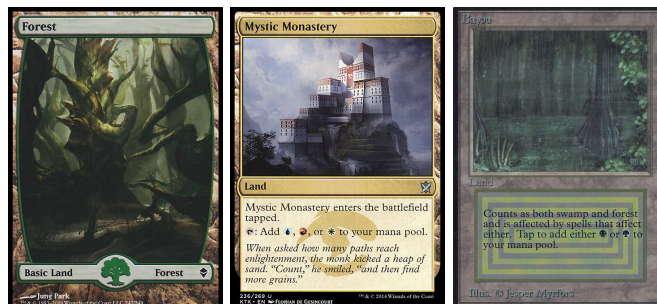 Forest
Basic Land
Forest
Jung Park
Mystic Monastery
Land
Mystic Monastery enters the battlefield
tapped.
: Add , , or to your mana pool.
When asked how many paths reach
enlightenment, the monk kicked a heap of
sand. “Count,” he smiled, “and then find
more grains.”
236/269 U
KTK • EN FLORIAN DE GESINCOURT
™ & © 2014 Wizards of the Coast
Bayou
Land
Counts as both swamp and forest
and is affected by spells that affect
either. Tap to add either or to
your mana pool.
Illus. © Jesper Myrfors